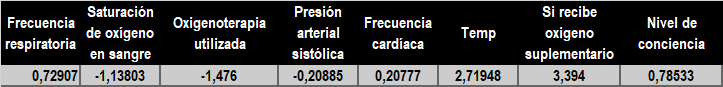 Frecuencia respiratoria
Saturación de oxígeno en sangre
Oxigenoterapia utilizada
Presión arterial sistólica
Frecuencia cardíaca
Temp
Si recibe oxigeno suplementario
Nivel de conciencia
0,72907 -1,13803 -1,476 -0,20885 0,20777 2,71948 3,394 0,78533